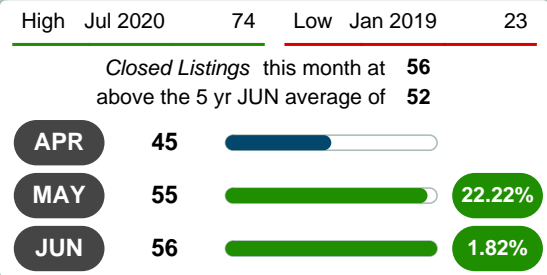 High Jul 2020 74 Low Jan 2019 23
Closed Listings this month at 56
above the 5 yr JUN average of 52
APR 45
MAY 55 22.22%
JUN 56 1.82%